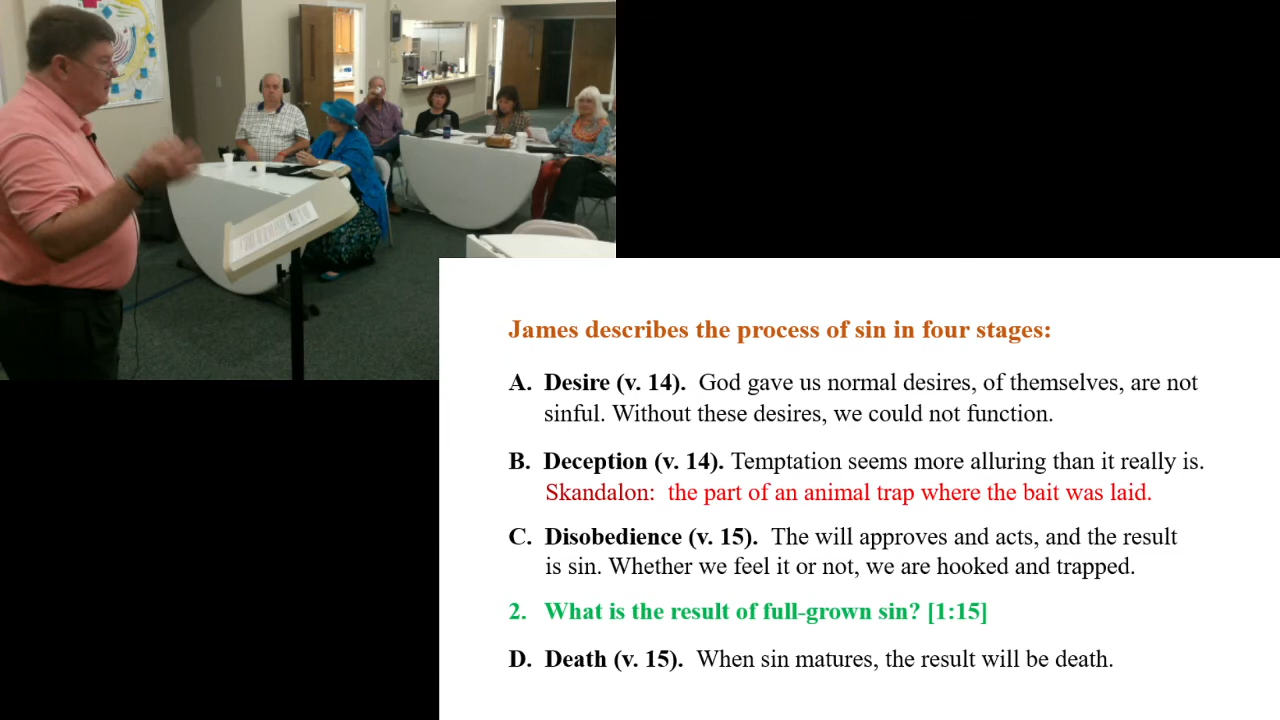 James describes the process of sin in four stages:
A. Desire (v. 14). God gave us normal desires, of themselves, are not
sinful. Without these desires, we could not function.
B. Deception (v. 14). Temptation seems more alluring than it really is.
Skandalon: the part of an animal trap where the bait was laid.
C. Disobedience (v. 15). The will approves and acts, and the result
is sin. Whether we feel it or not, we are hooked and trapped.
2. What is the result of full-grown sin? [1:15]
D. Death (v. 15). When sin matures, the result will be death.